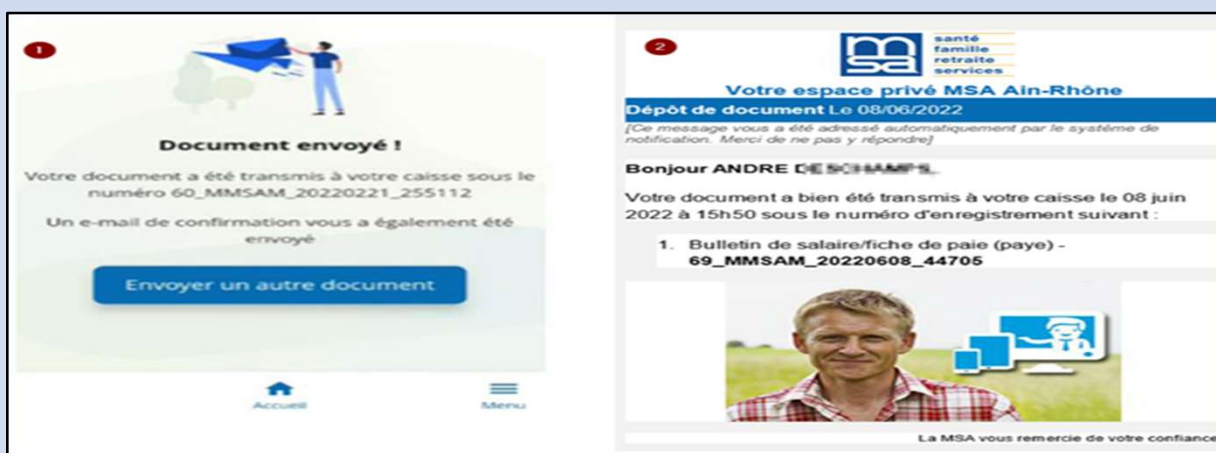 1
Document envoyé !
Votre document a été transmis à votre caisse sous le
numéro 60_MMSAM_20220221_255112
Un e-mail de confirmation vous a également été
envoyé
Envoyer un autre document
Accueil
Menu
2
msa
santé
famille
retraite
services
Votre espace privé MSA Ain-Rhône
Dépôt de document Le 08/06/2022
[Ce message vous a été adressé automatiquement par le système de
notification. Merci de ne pas y répondre]
Bonjour ANDRE
Votre document a bien été transmis à votre caisse le 08 juin
2022 à 15h50 sous le numéro d'enregistrement suivant :
1. Bulletin de salaire/fiche de paie (paye) -
69_MMSAM_20220608_44705
La MSA vous remercie de votre confiance